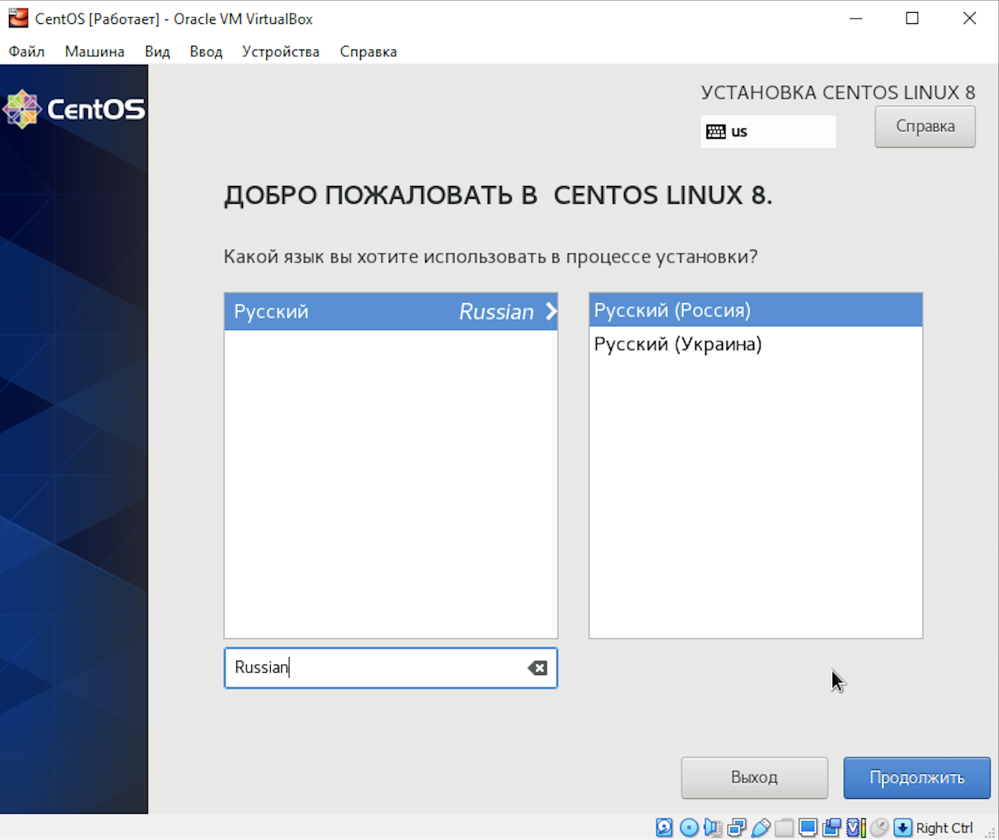 CentOS [Работает] - Oracle VM VirtualBox
Файл Машина Вид Ввод Устройства Справка
CentOS
УСТАНОВКА CENTOS LINUX 8
us
Справка
ДОБРО ПОЖАЛОВАТЬ В CENTOS LINUX 8.
Какой язык вы хотите использовать в процессе установки?
Русский Russian
Русский (Россия)
Русский (Украина)
Russian
Выход
Продолжить
Right Ctrl